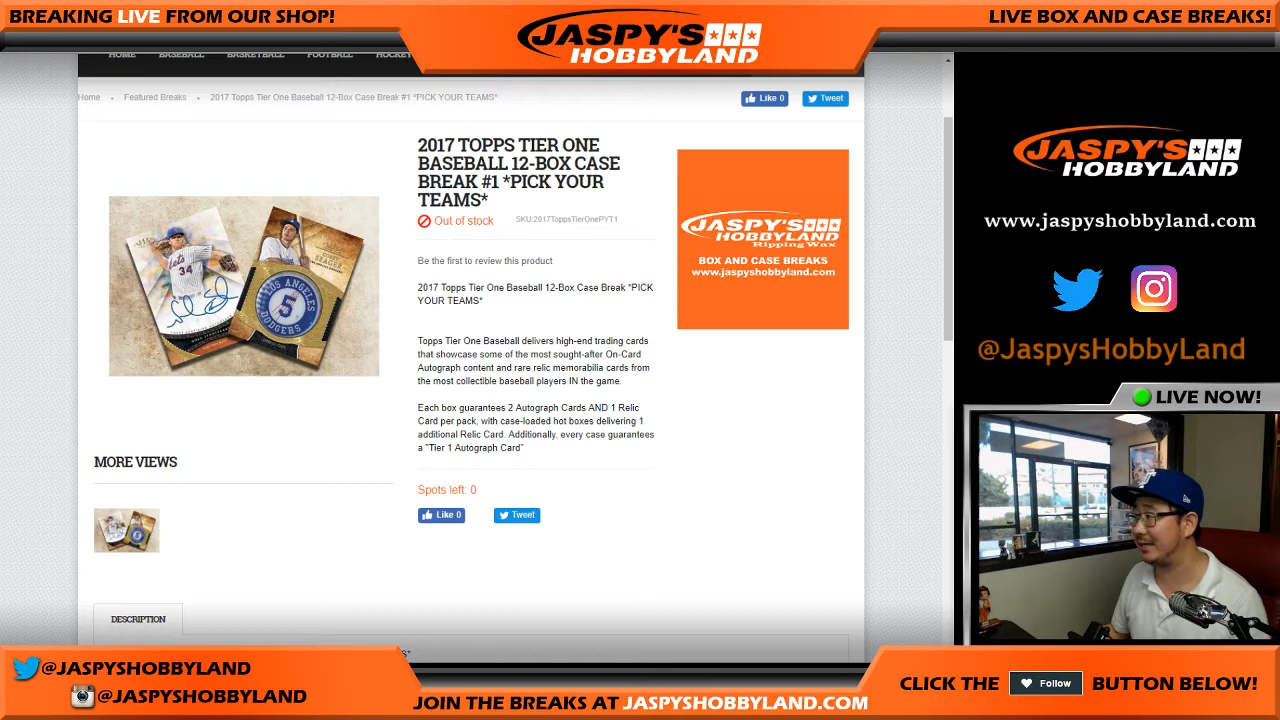 BREAKING LIVE FROM OUR SHOP!
JASPY'S
HOBBYLAND
LIVE BOX AND CASE BREAKS!
HOME BASEBALL BASKETBALL FOOTBALL HOCKEY
Home • Featured Breaks • 2017 Topps Tier One Baseball 12-Box Case Break #1 *PICK YOUR TEAMS*
Like 0 Tweet
2017 TOPPS TIER ONE
BASEBALL 12-BOX CASE
BREAK #1 *PICK YOUR
TEAMS*
Out of stock SKU:2017ToppsTierOnePYT1
Be the first to review this product
2017 Topps Tier One Baseball 12-Box Case Break *PICK
YOUR TEAMS*
Topps Tier One Baseball delivers high-end trading cards
that showcase some of the most sought-after On-Card
Autograph content and rare relic memorabilia cards from
the most collectible baseball players IN the game.
Each box guarantees 2 Autograph Cards AND 1 Relic
Card per pack, with case-loaded hot boxes delivering 1
additional Relic Card. Additionally, every case guarantees
a "Tier 1 Autograph Card"
Spots left: 0
Like 0 Tweet
Mets
34
SEAGER
LOS ANGELES
5
DODGERS
MORE VIEWS
DESCRIPTION
JASPY'S
HOBBYLAND
Ripping Wax
BOX AND CASE BREAKS
www.jaspyshobbyland.com
JASPY'S
HOBBYLAND
www.jaspyshobbyland.com
@JaspysHobbyLand
LIVE NOW!
@JASPYSHOBBYLAND
@JASPYSHOBBYLAND
JOIN THE BREAKS AT JASPYSHOBBYLAND.COM
CLICK THE Follow BUTTON BELOW!